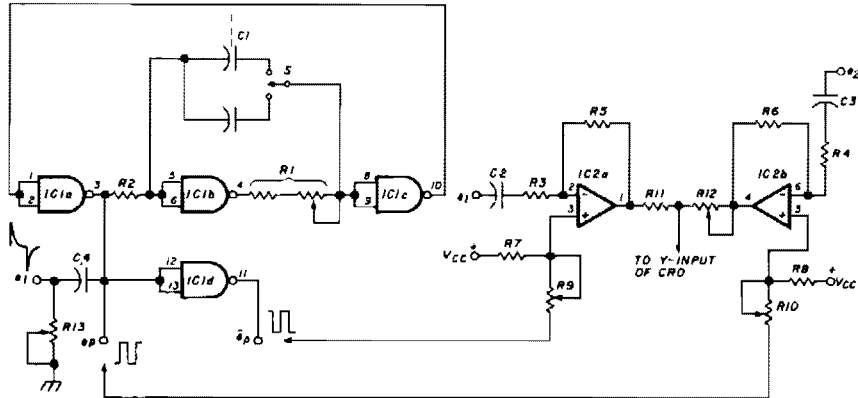 C1
S
R5
R6
e2
C3
R4
1
2
IC1a
3
R2
5
6
IC1b
4
R1
8
9
IC1c
10
C2
R3
2
3
IC2a
1
R11
R12
4
IC2b
6
5
e1
C4
12
13
IC1d
11
VCC
+
R7
R9
TO Y-INPUT
OF CRO
R8
+
VCC
R10
R13
ep
ēp